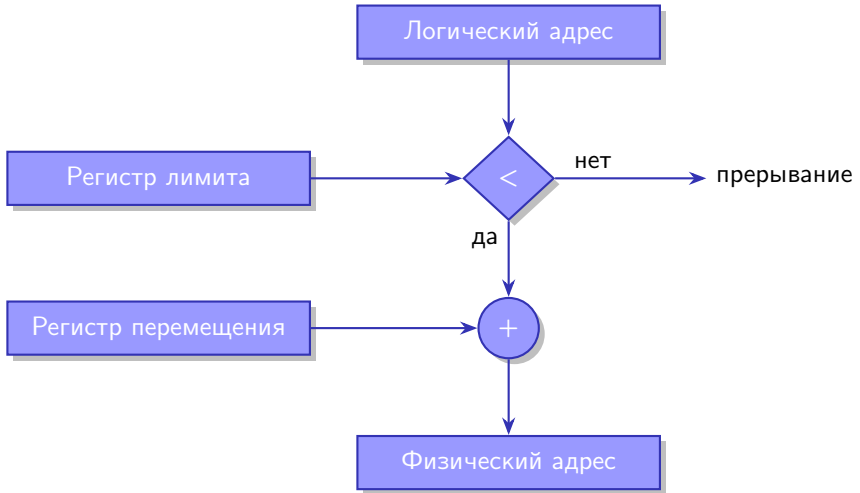 Логический адрес
Регистр лимита
<
нет
прерывание
да
Регистр перемещения
+
Физический адрес